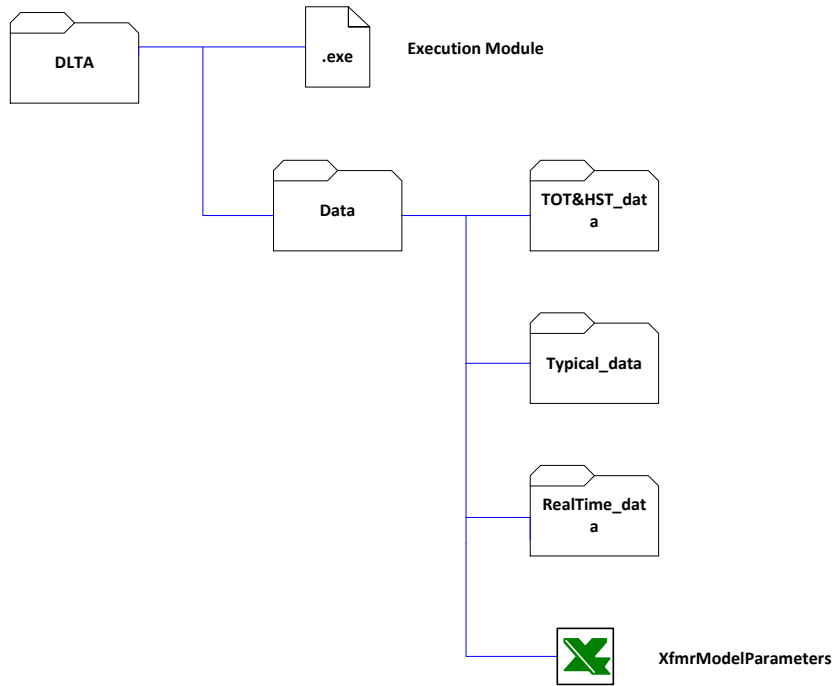 DLTA
.exe
Execution Module
Data
TOT&HST_dat
a
Typical_data
RealTime_dat
a
XfmrModelParameters